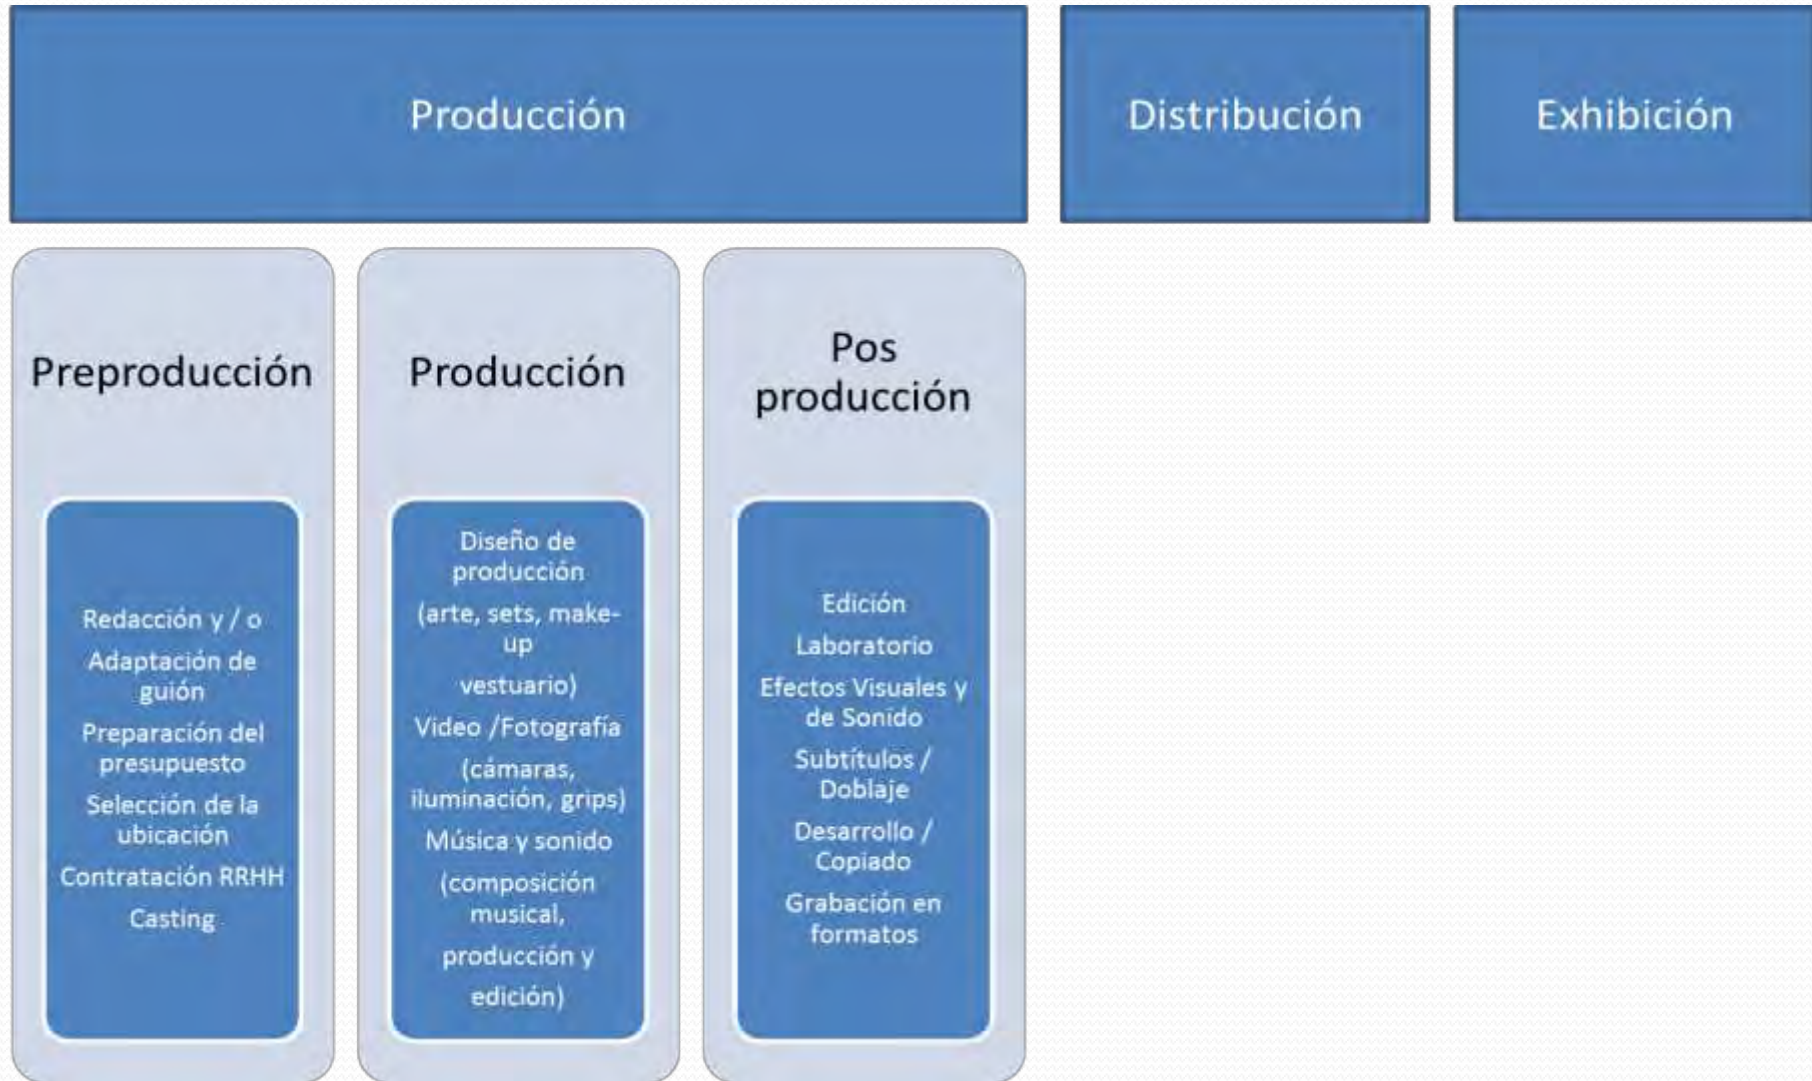 Producción
Distribución
Exhibición
Preproducción
Redacción y / o
Adaptación de
guión
Preparación del
presupuesto
Selección de la
ubicación
Contratación RRHH
Casting
Producción
Diseño de
producción
(arte, sets, make-
up
vestuario)
Video /Fotografía
(cámaras,
iluminación, grips)
Música y sonido
(composición
musical,
producción y
edición)
Pos
producción
Edición
Laboratorio
Efectos Visuales y
de Sonido
Subtítulos /
Doblaje
Desarrollo /
Copiado
Grabación en
formatos